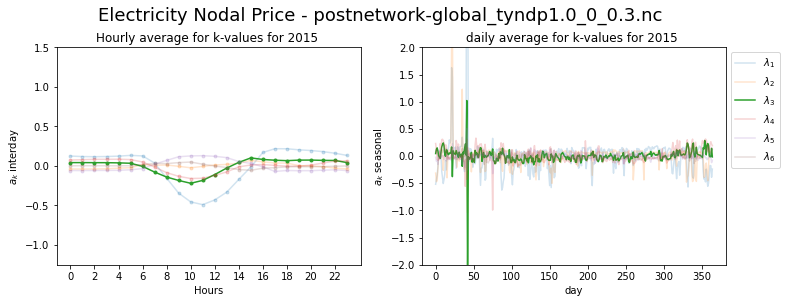 Electricity Nodal Price - postnetwork-global_tyndp1.0_0_0.3.nc
Hourly average for k-values for 2015
1.5
1.0
0.5
0.0
−0.5
−1.0
a_k interday
0 2 4 6 8 10 12 14 16 18 20 22
Hours
daily average for k-values for 2015
2.0
1.5
1.0
0.5
0.0
−0.5
−1.0
−1.5
−2.0
a_k seasonal
0 50 100 150 200 250 300 350
day
λ₁
λ₂
λ₃
λ₄
λ₅
λ₆